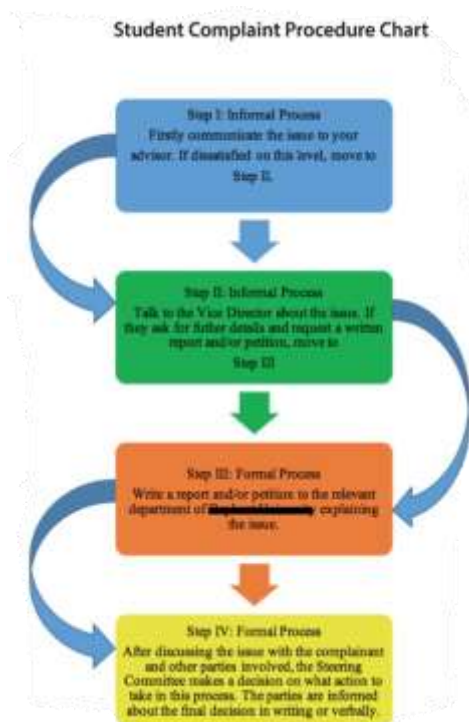 Student Complaint Procedure Chart
Step I: Informal Process
Firstly communicate the issue to your
advisor. If dissatisfied on this level, move to
Step II.
Step II: Informal Process
Talk to the Vice Director about the issue. If
they ask for futher details and request a written
report and/or petition, move to
Step III
Step III: Formal Process
Write a report and/or petition to the relevant
department of explaining
the issue.
Step IV: Formal Process
After discussing the issue with the complainant
and other parties involved, the Steering
Committee makes a decision on what action to
take in this process. The parties are informed
about the final decision in writing or verbally.